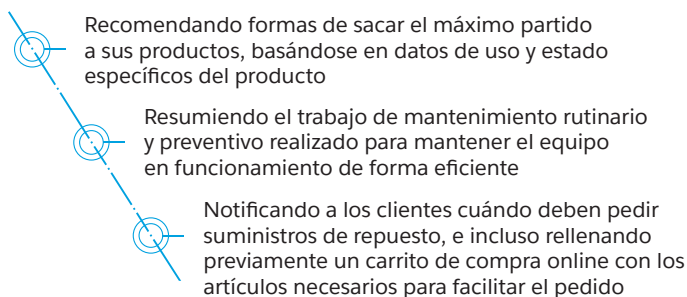 Recomendando formas de sacar el máximo partido
a sus productos, basándose en datos de uso y estado
específicos del producto
Resumiendo el trabajo de mantenimiento rutinario
y preventivo realizado para mantener el equipo
en funcionamiento de forma eficiente
Notificando a los clientes cuándo deben pedir
suministros de repuesto, e incluso rellenando
previamente un carrito de compra online con los
artículos necesarios para facilitar el pedido